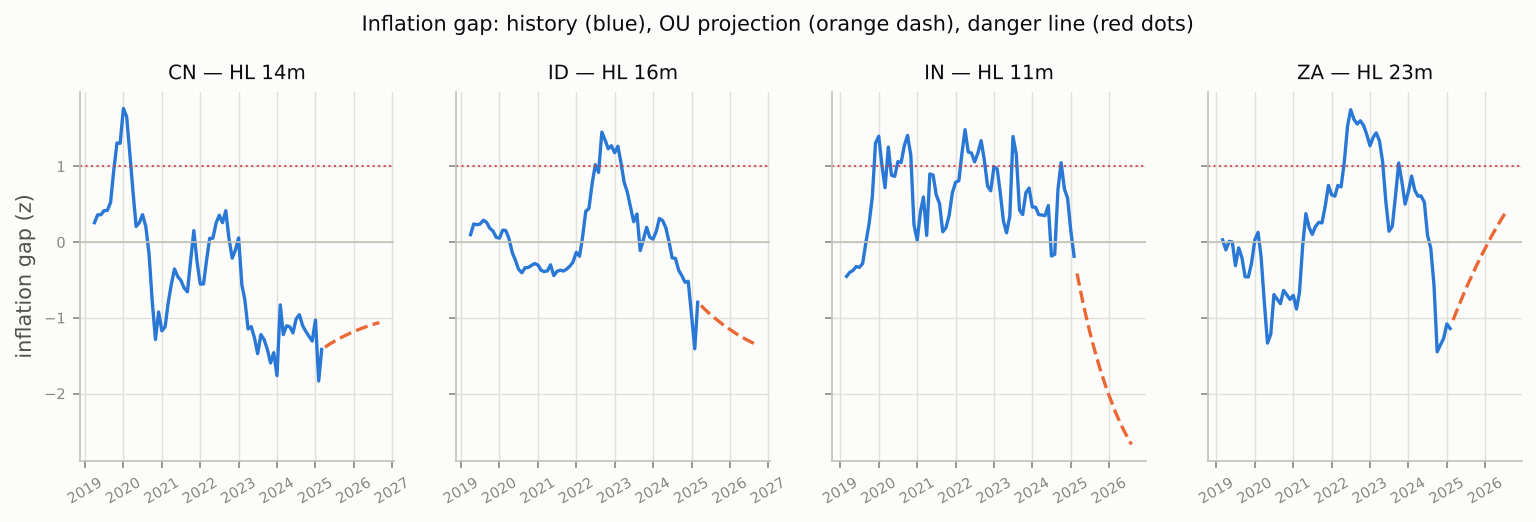 Inflation gap: history (blue), OU projection (orange dash), danger line (red dots)
CN — HL 14m
ID — HL 16m
IN — HL 11m
ZA — HL 23m
inflation gap (z)
1
0
−1
−2
2019 2020 2021 2022 2023 2024 2025 2026 2027
2019 2020 2021 2022 2023 2024 2025 2026 2027
2019 2020 2021 2022 2023 2024 2025 2026
2019 2020 2021 2022 2023 2024 2025 2026